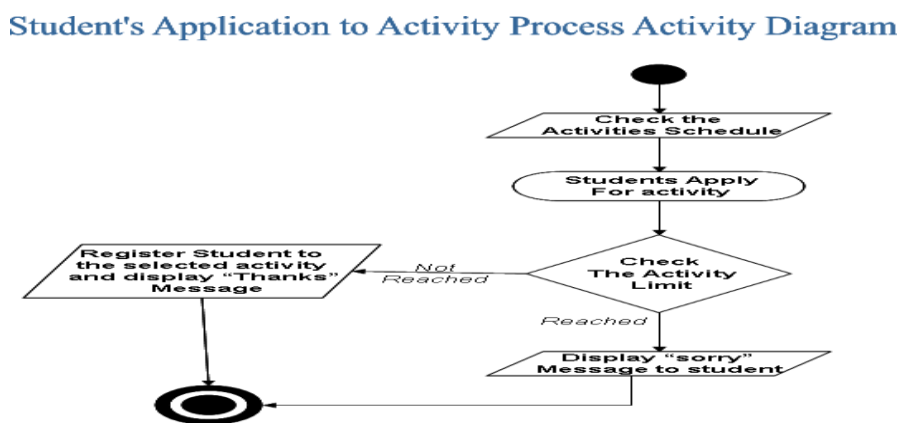 Student's Application to Activity Process Activity Diagram
Check the
Activities Schedule
Students Apply
For activity
Check
The Activity
Limit
Not
Reached
Register Student to
the selected activity
and display “Thanks”
Message
Reached
Display “sorry”
Message to student